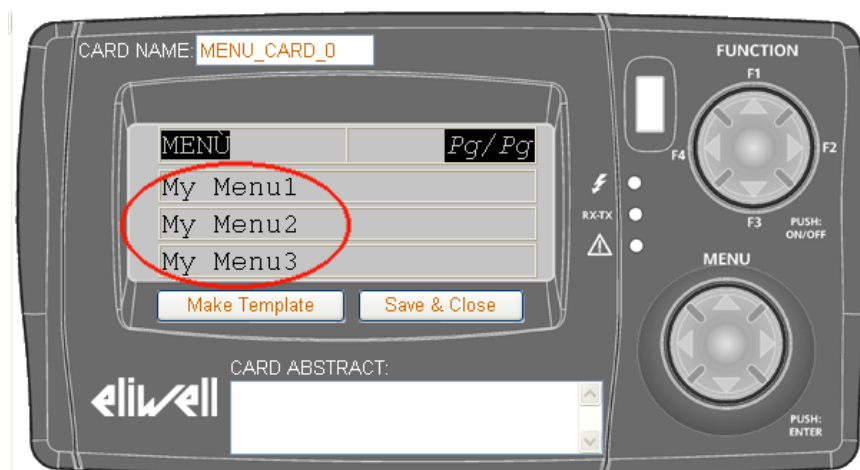 CARD NAME: MENU_CARD_0
FUNCTION
F1
MENÙ Pg/Pg
F4 F2
My Menu1
RX-TX
My Menu2
F3 PUSH:
ON/OFF
My Menu3
MENU
Make Template Save & Close
CARD ABSTRACT:
eliwell
PUSH:
ENTER